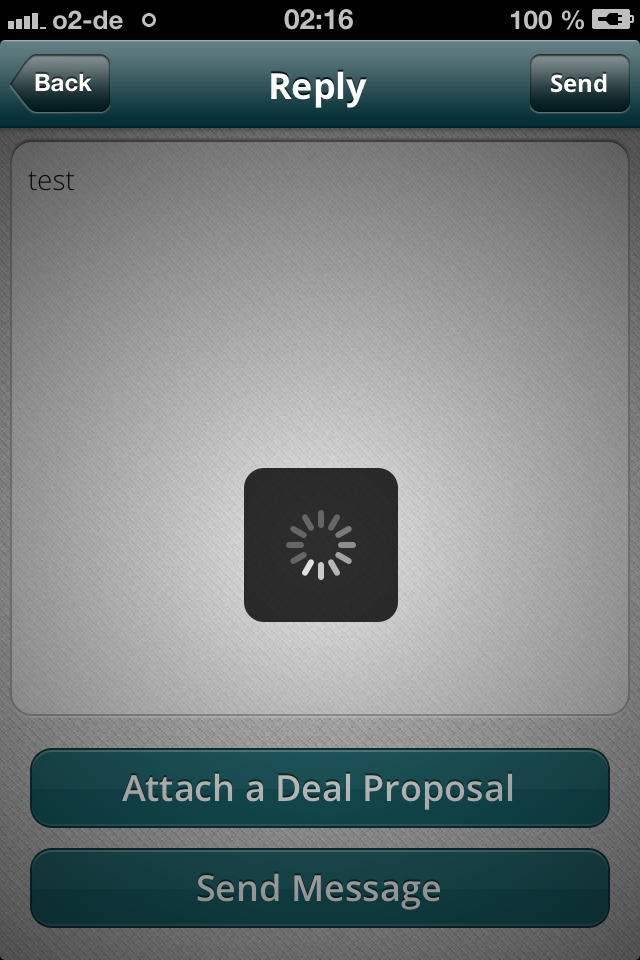 o2-de 02:16 100 %
Back Reply Send
test
Attach a Deal Proposal
Send Message